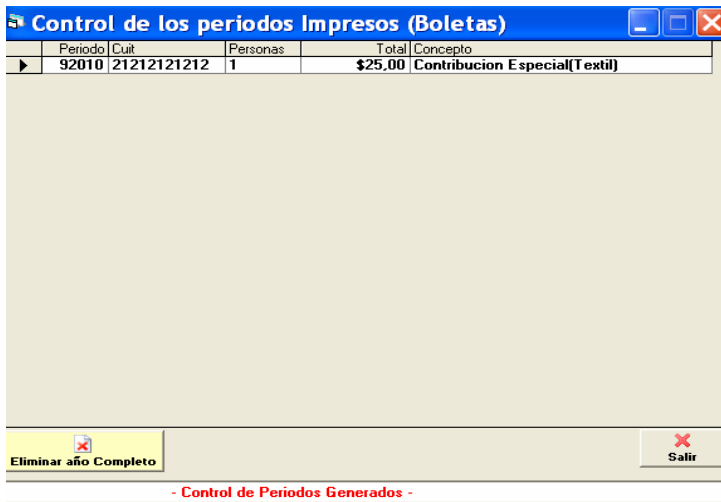 Control de los periodos Impresos (Boletas)
Periodo Cuit Personas Total Concepto
92010 21212121212 1 $25,00 Contribucion Especial(Textil)
Eliminar año Completo
Salir
- Control de Periodos Generados -